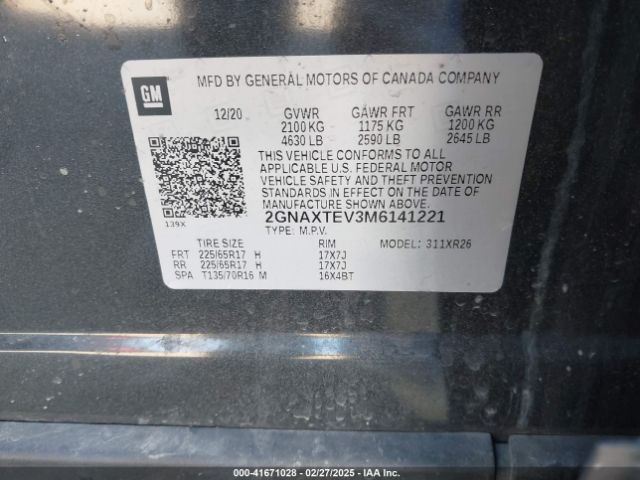 GM
MFD BY GENERAL MOTORS OF CANADA COMPANY
12/20 GVWR GAWR FRT GAWR RR
2100 KG 1175 KG 1200 KG
4630 LB 2590 LB 2645 LB
THIS VEHICLE CONFORMS TO ALL
APPLICABLE U.S. FEDERAL MOTOR
VEHICLE SAFETY AND THEFT PREVENTION
STANDARDS IN EFFECT ON THE DATE OF
MANUFACTURE SHOWN ABOVE.
139X 2GNAXTEV3M6141221
TYPE: M.P.V.
TIRE SIZE RIM MODEL: 311XR26
FRT 225/65R17 H 17X7J
RR 225/65R17 H 17X7J
SPA T135/70R16 M 16X4BT
000-41671028 - 02/27/2025 - IAA Inc.